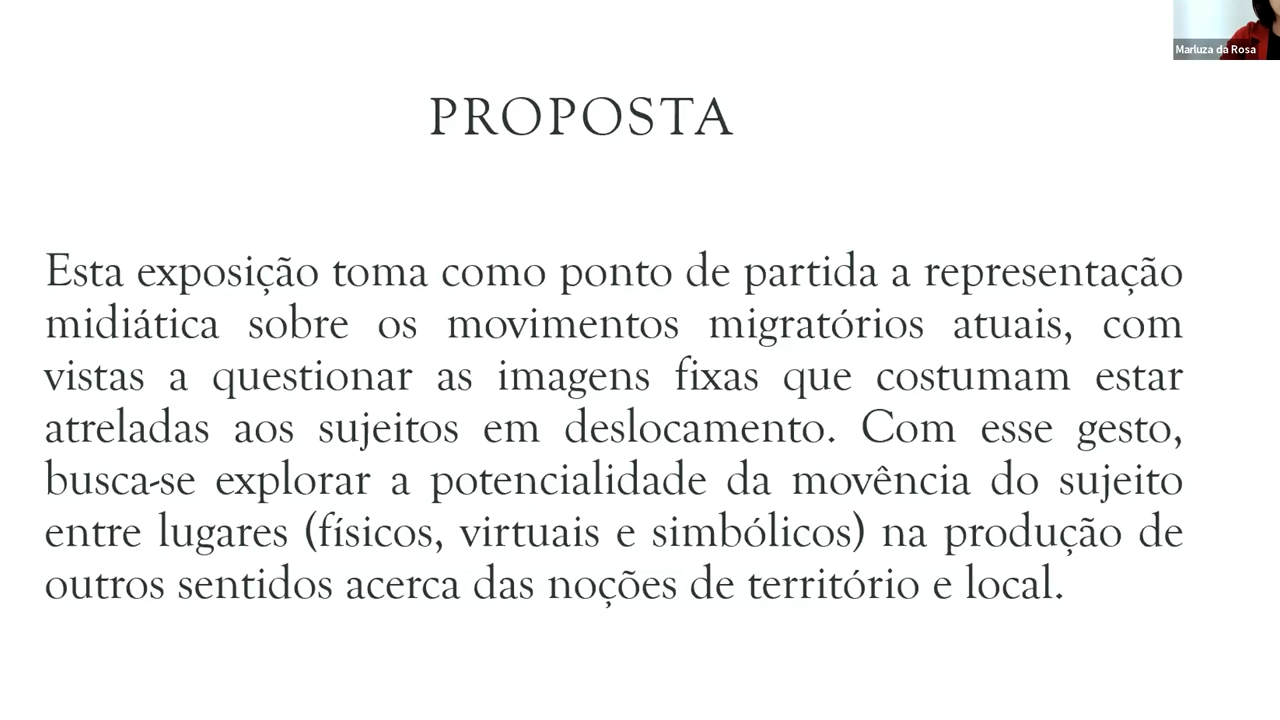 Marluza da Rosa
PROPOSTA
Esta exposição toma como ponto de partida a representação
midiática sobre os movimentos migratórios atuais, com
vistas a questionar as imagens fixas que costumam estar
atreladas aos sujeitos em deslocamento. Com esse gesto,
busca-se explorar a potencialidade da movência do sujeito
entre lugares (físicos, virtuais e simbólicos) na produção de
outros sentidos acerca das noções de território e local.